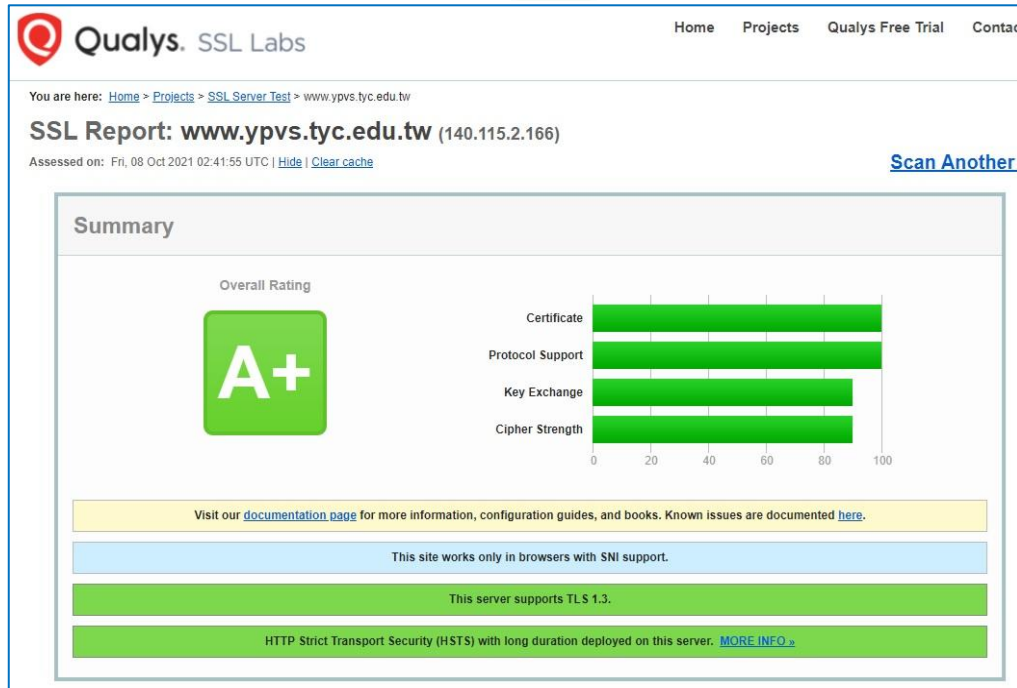 Qualys. SSL Labs
Home Projects Qualys Free Trial Contac
You are here: Home > Projects > SSL Server Test > www.ypvs.tyc.edu.tw
SSL Report: www.ypvs.tyc.edu.tw (140.115.2.166)
Assessed on: Fri, 08 Oct 2021 02:41:55 UTC | Hide | Clear cache
Scan Another
Summary
Overall Rating
A+
Certificate
Protocol Support
Key Exchange
Cipher Strength
0 20 40 60 80 100
Visit our documentation page for more information, configuration guides, and books. Known issues are documented here.
This site works only in browsers with SNI support.
This server supports TLS 1.3.
HTTP Strict Transport Security (HSTS) with long duration deployed on this server. MORE INFO »